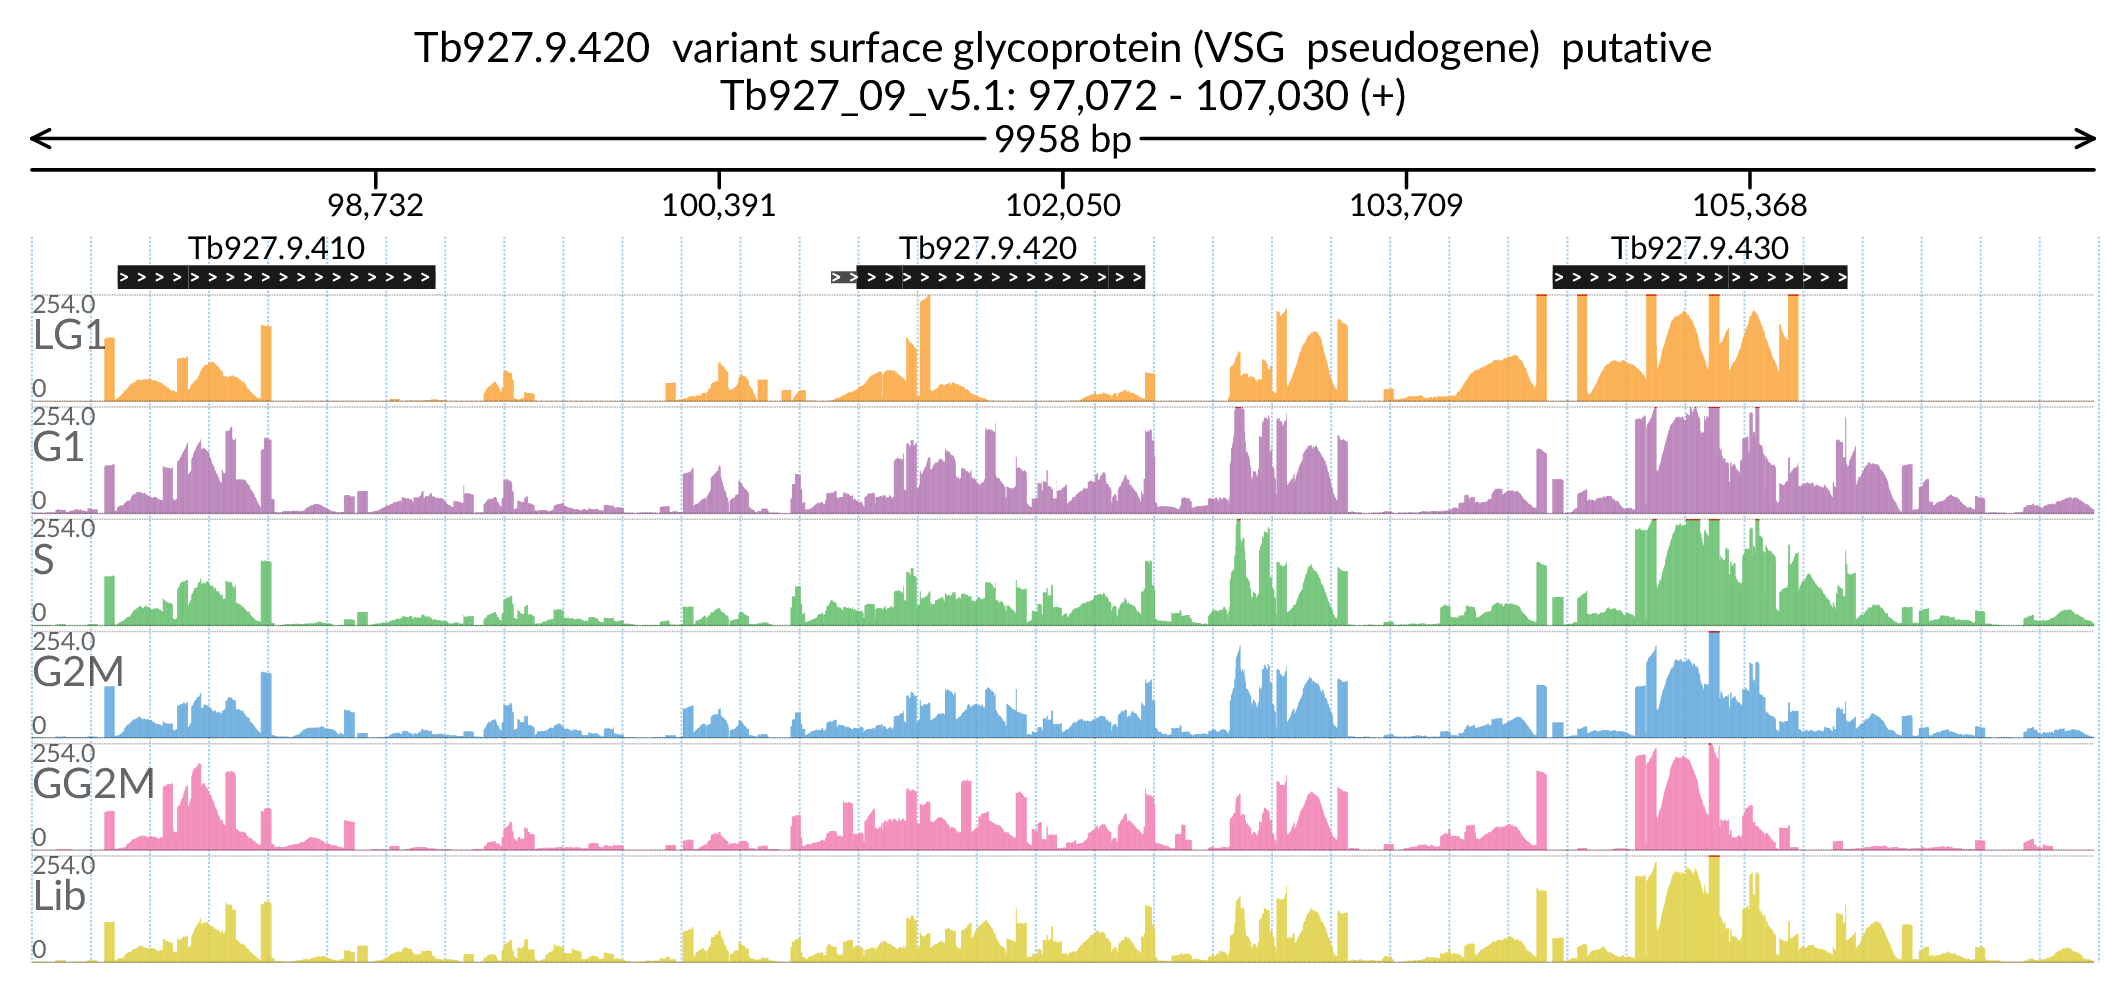 Tb927.9.420  variant surface glycoprotein (VSG  pseudogene)  putative
Tb927_09_v5.1: 97,072 - 107,030 (+)
9958 bp
98,732 100,391 102,050 103,709 105,368
Tb927.9.410 Tb927.9.420 Tb927.9.430
254.0
LG1
0
254.0
G1
0
254.0
S
0
254.0
G2M
0
254.0
GG2M
0
254.0
Lib
0